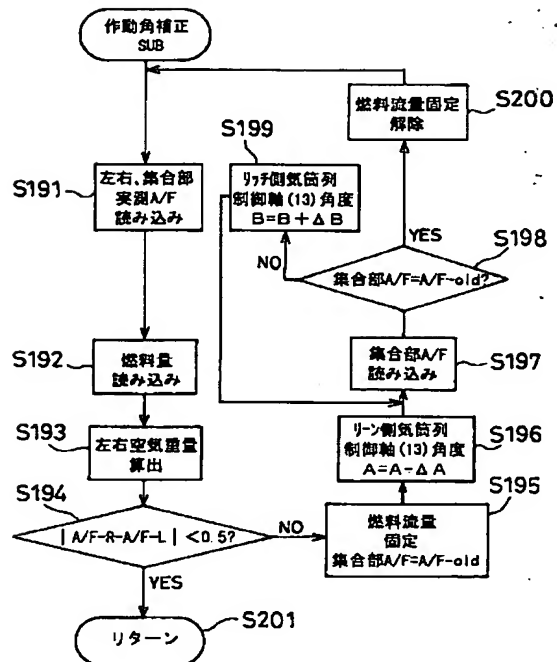 作動角補正
SUB
S191
左右、集合部
実測A/F
読み込み
S192
燃料量
読み込み
S193
左右空気重量
算出
S194
| A/F-R-A/F-L | <0.5?
NO
YES
リターン
S201
S195
燃料流量
固定
集合部A/F=A/F-old
S196
リーン側気筒列
制御軸(13)角度
A=A-ΔA
S197
集合部A/F
読み込み
S198
集合部A/F=A/F-old?
NO
YES
S199
リッチ側気筒列
制御軸(13)角度
B=B+ΔB
S200
燃料流量固定
解除